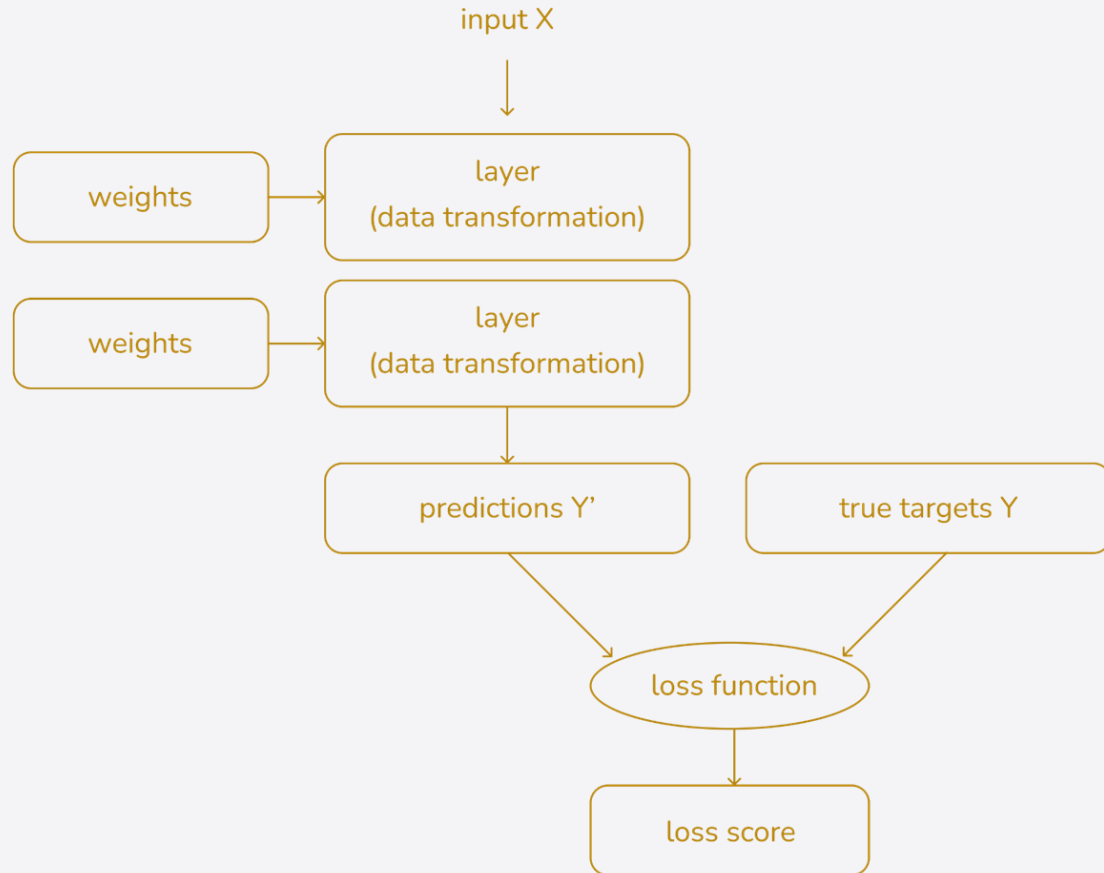 input X
weights
layer
(data transformation)
weights
layer
(data transformation)
predictions Y’
true targets Y
loss function
loss score